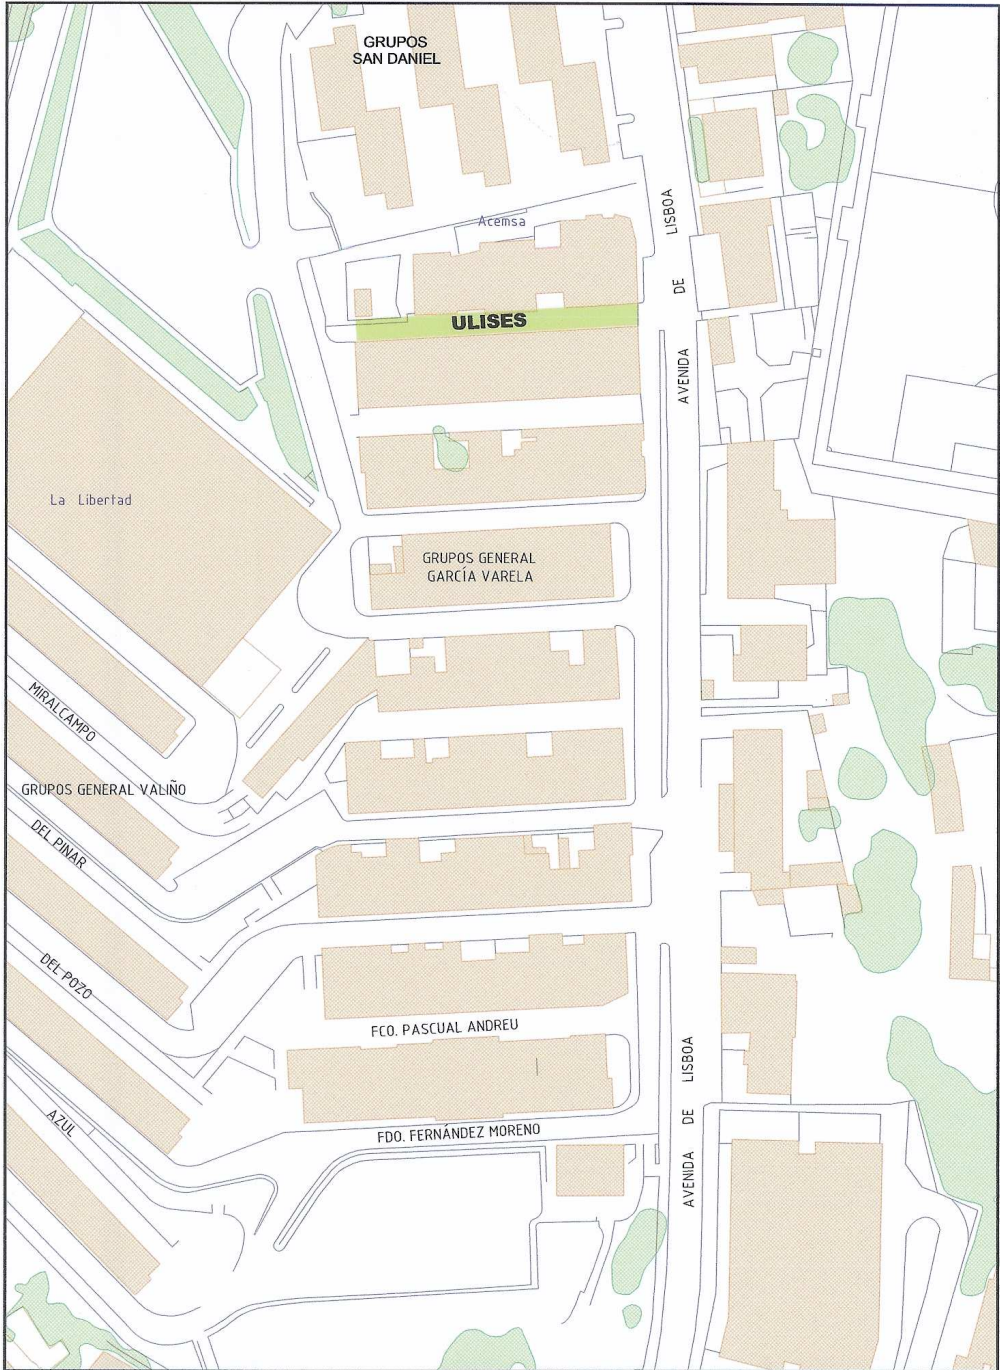 GRUPOS
SAN DANIEL
Acemsa
AVENIDA DE LISBOA
ULISES
La Libertad
GRUPOS GENERAL
GARCÍA VARELA
MIRALCAMPO
GRUPOS GENERAL VALIÑO
DEL PINAR
DEL POZO
FCO. PASCUAL ANDREU
AZUL
FDO. FERNÁNDEZ MORENO
AVENIDA DE LISBOA